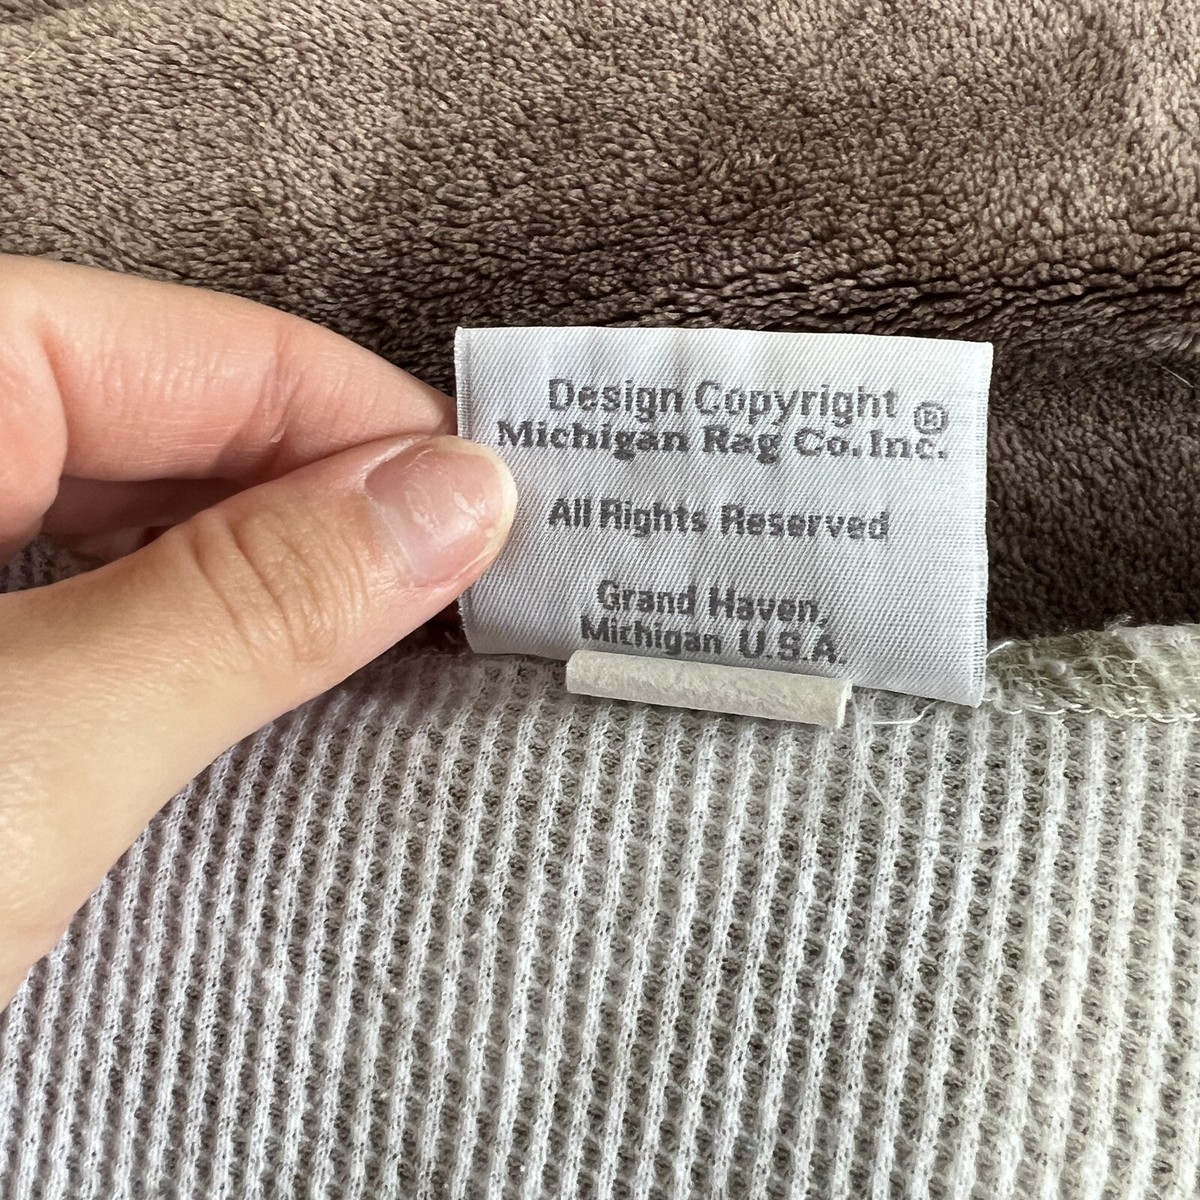 Design Copyright ®
Michigan Rag Co. Inc.
All Rights Reserved
Grand Haven,
Michigan U.S.A.